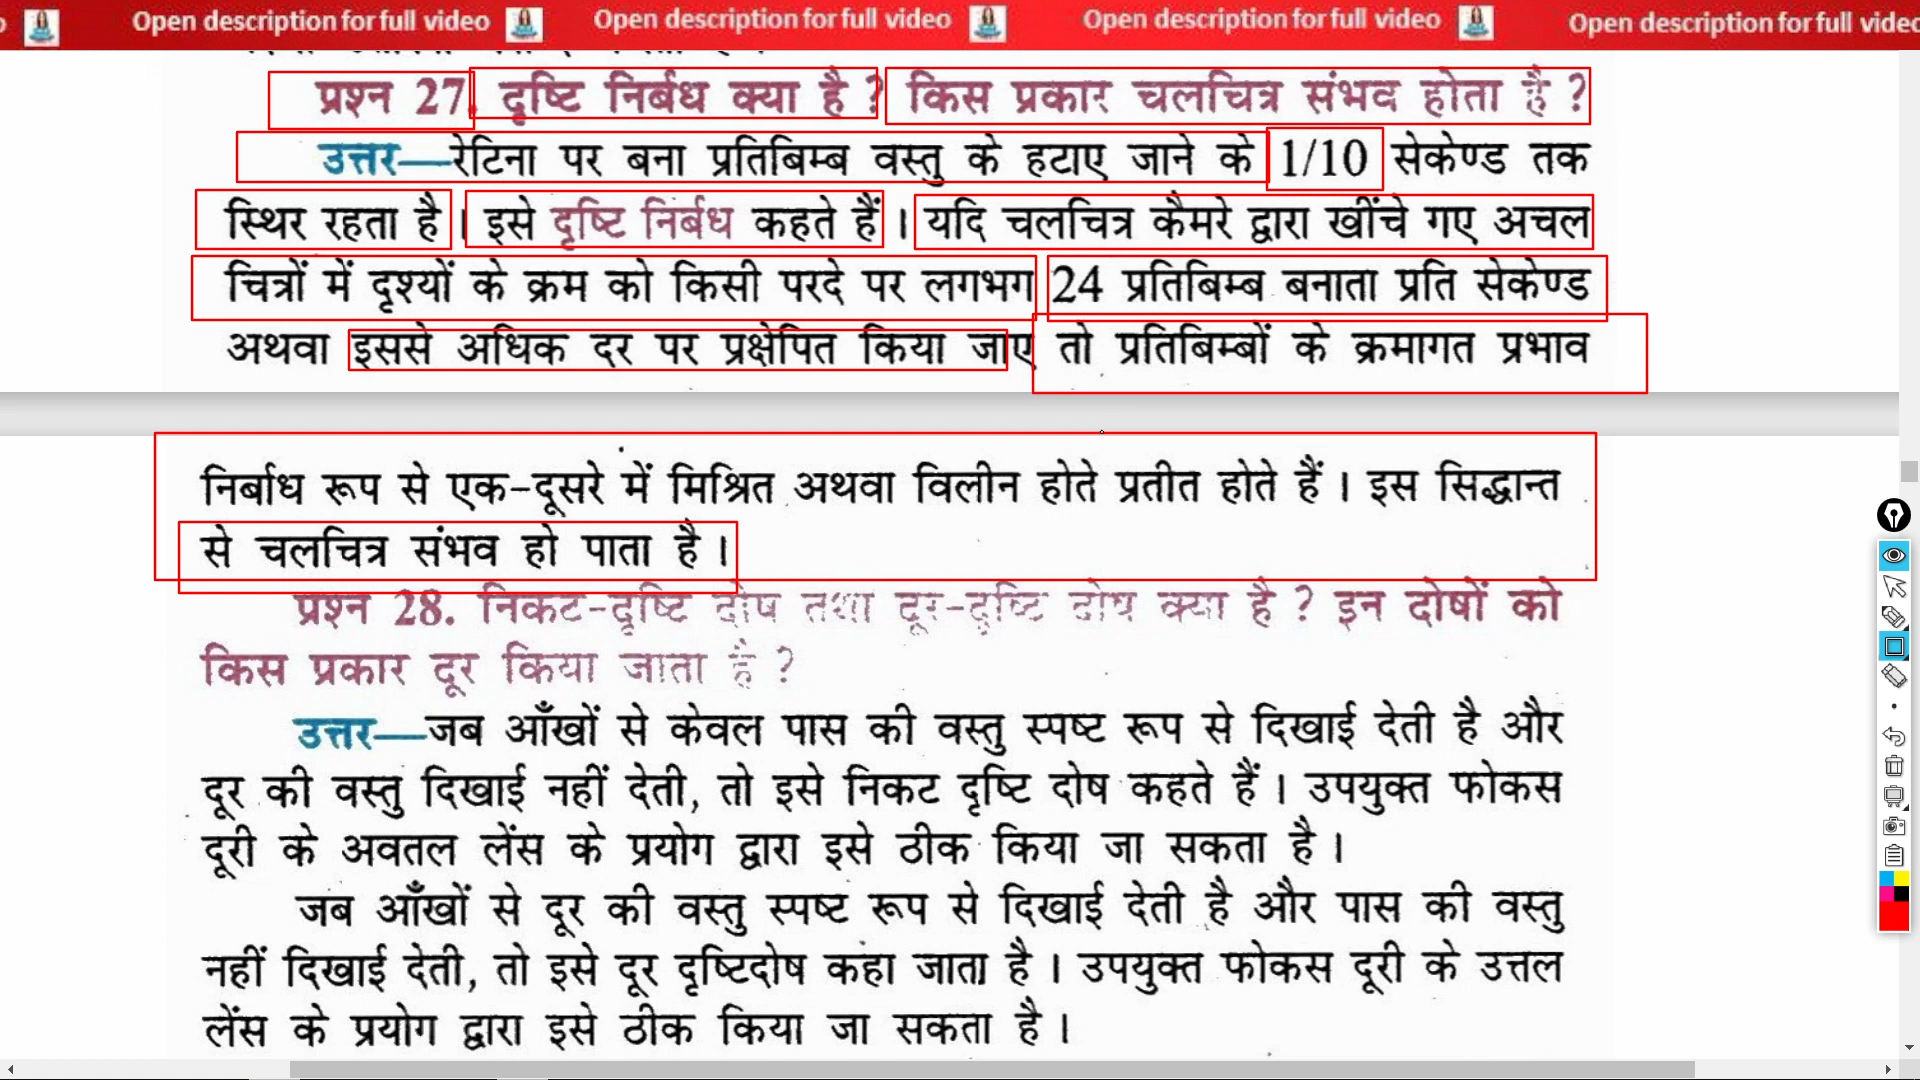 Open description for full video Open description for full video Open description for full video Open description for full video
प्रश्न 27. दृष्टि निर्बंध क्या है ? किस प्रकार चलचित्र संभव होता है ?
उत्तर—रेटिना पर बना प्रतिबिम्ब वस्तु के हटाए जाने के 1/10 सेकेण्ड तक
स्थिर रहता है । इसे दृष्टि निर्बंध कहते हैं । यदि चलचित्र कैमरे द्वारा खींचे गए अचल
चित्रों में दृश्यों के क्रम को किसी परदे पर लगभग 24 प्रतिबिम्ब बनाता प्रति सेकेण्ड
अथवा इससे अधिक दर पर प्रक्षेपित किया जाए तो प्रतिबिम्बों के क्रमागत प्रभाव
निर्बाध रूप से एक-दूसरे में मिश्रित अथवा विलीन होते प्रतीत होते हैं । इस सिद्धान्त
से चलचित्र संभव हो पाता है ।
प्रश्न 28. निकट-दृष्टि दोष तथा दूर-दृष्टि दोष क्या है ? इन दोषों को
किस प्रकार दूर किया जाता है ?
उत्तर—जब आँखों से केवल पास की वस्तु स्पष्ट रूप से दिखाई देती है और
दूर की वस्तु दिखाई नहीं देती, तो इसे निकट दृष्टि दोष कहते हैं । उपयुक्त फोकस
दूरी के अवतल लेंस के प्रयोग द्वारा इसे ठीक किया जा सकता है ।
जब आँखों से दूर की वस्तु स्पष्ट रूप से दिखाई देती है और पास की वस्तु
नहीं दिखाई देती, तो इसे दूर दृष्टिदोष कहा जाता है । उपयुक्त फोकस दूरी के उत्तल
लेंस के प्रयोग द्वारा इसे ठीक किया जा सकता है ।